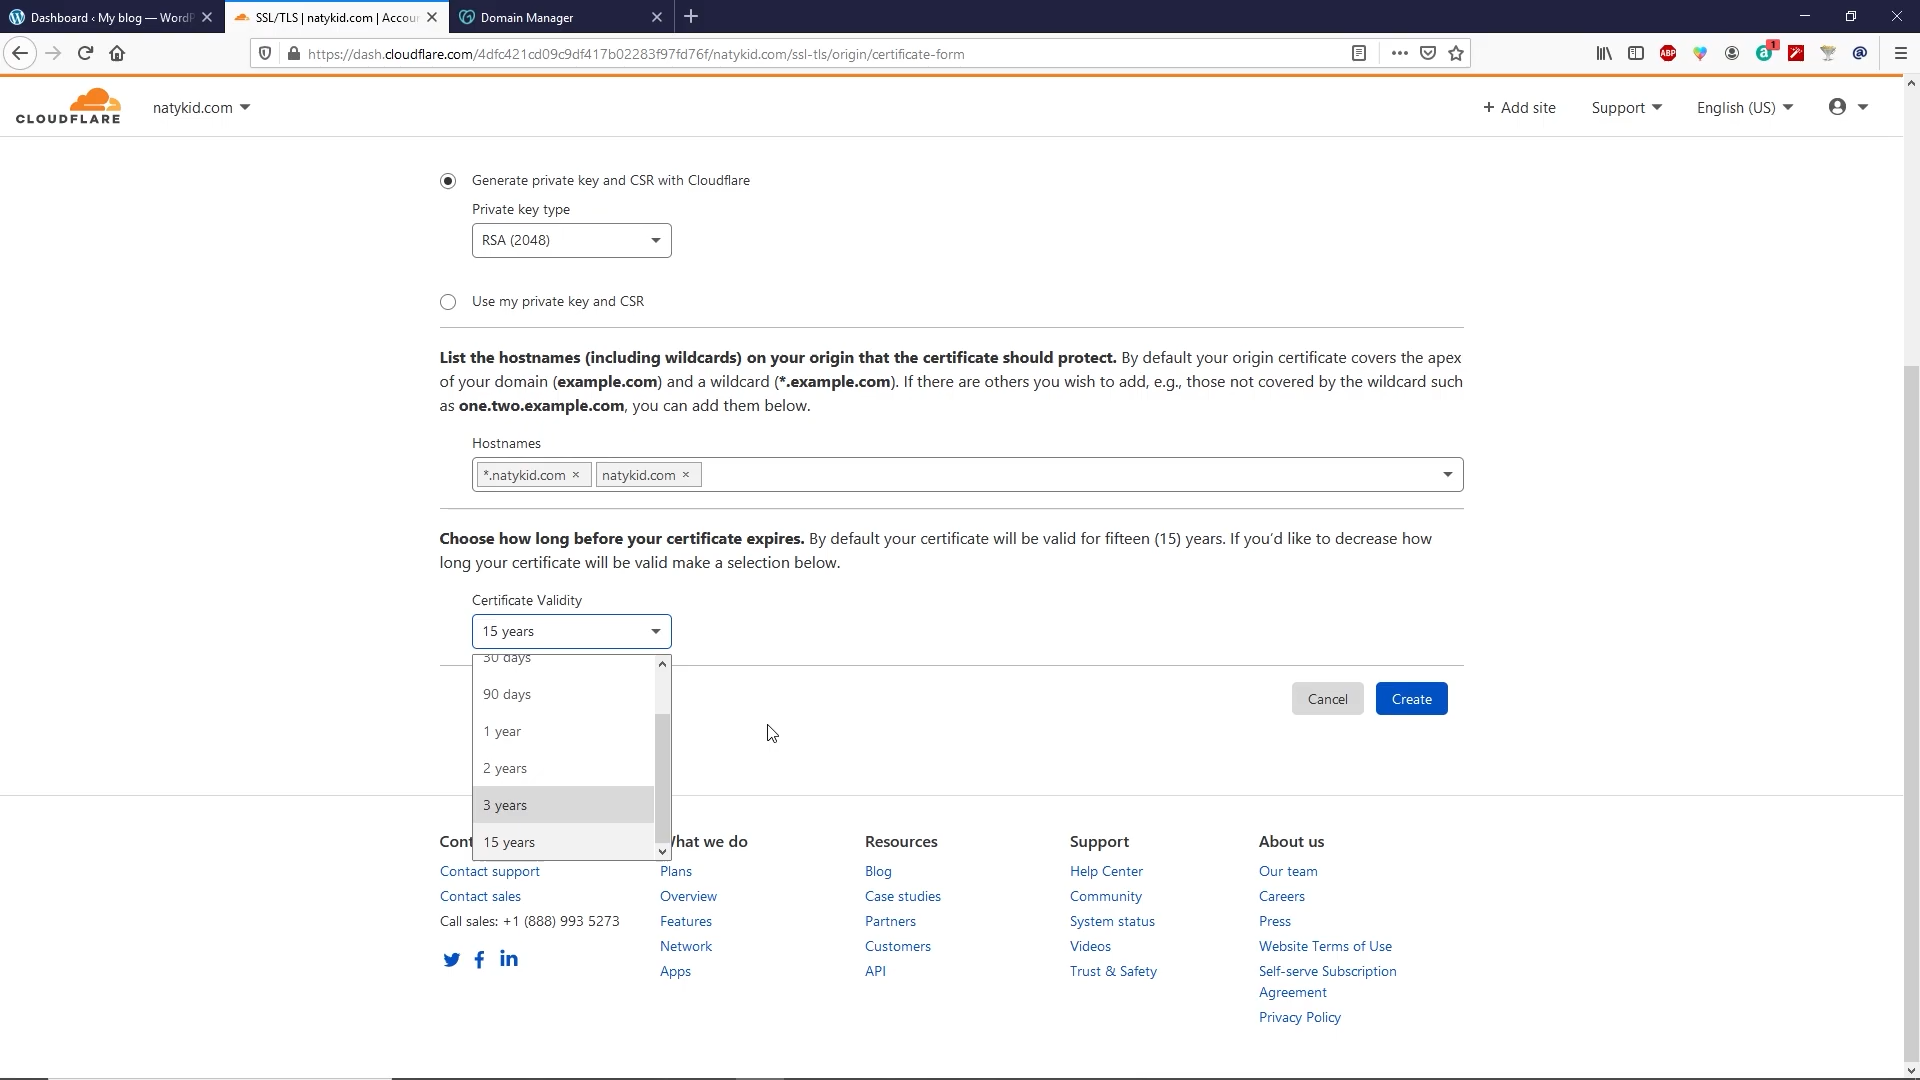 Dashboard ‹ My blog — WordP
SSL/TLS | natykid.com | Accou
Domain Manager
https://dash.cloudflare.com/4dfc421cd09c9df417b02283f97fd76f/natykid.com/ssl-tls/origin/certificate-form
ABP
1
CLOUDFLARE
natykid.com
+ Add site
Support
English (US)
Generate private key and CSR with Cloudflare
Private key type
RSA (2048)
Use my private key and CSR
List the hostnames (including wildcards) on your origin that the certificate should protect. By default your origin certificate covers the apex
of your domain (example.com) and a wildcard (*.example.com). If there are others you wish to add, e.g., those not covered by the wildcard such
as one.two.example.com, you can add them below.
Hostnames
*.natykid.com × natykid.com ×
Choose how long before your certificate expires. By default your certificate will be valid for fifteen (15) years. If you'd like to decrease how
long your certificate will be valid make a selection below.
Certificate Validity
15 years
30 days
90 days
1 year
2 years
3 years
15 years
Cancel
Create
Cont
What we do
Resources
Support
About us
Contact support
Plans
Blog
Help Center
Our team
Contact sales
Overview
Case studies
Community
Careers
Call sales: +1 (888) 993 5273
Features
Partners
System status
Press
Network
Customers
Videos
Website Terms of Use
Apps
API
Trust & Safety
Self-serve Subscription
Agreement
Privacy Policy